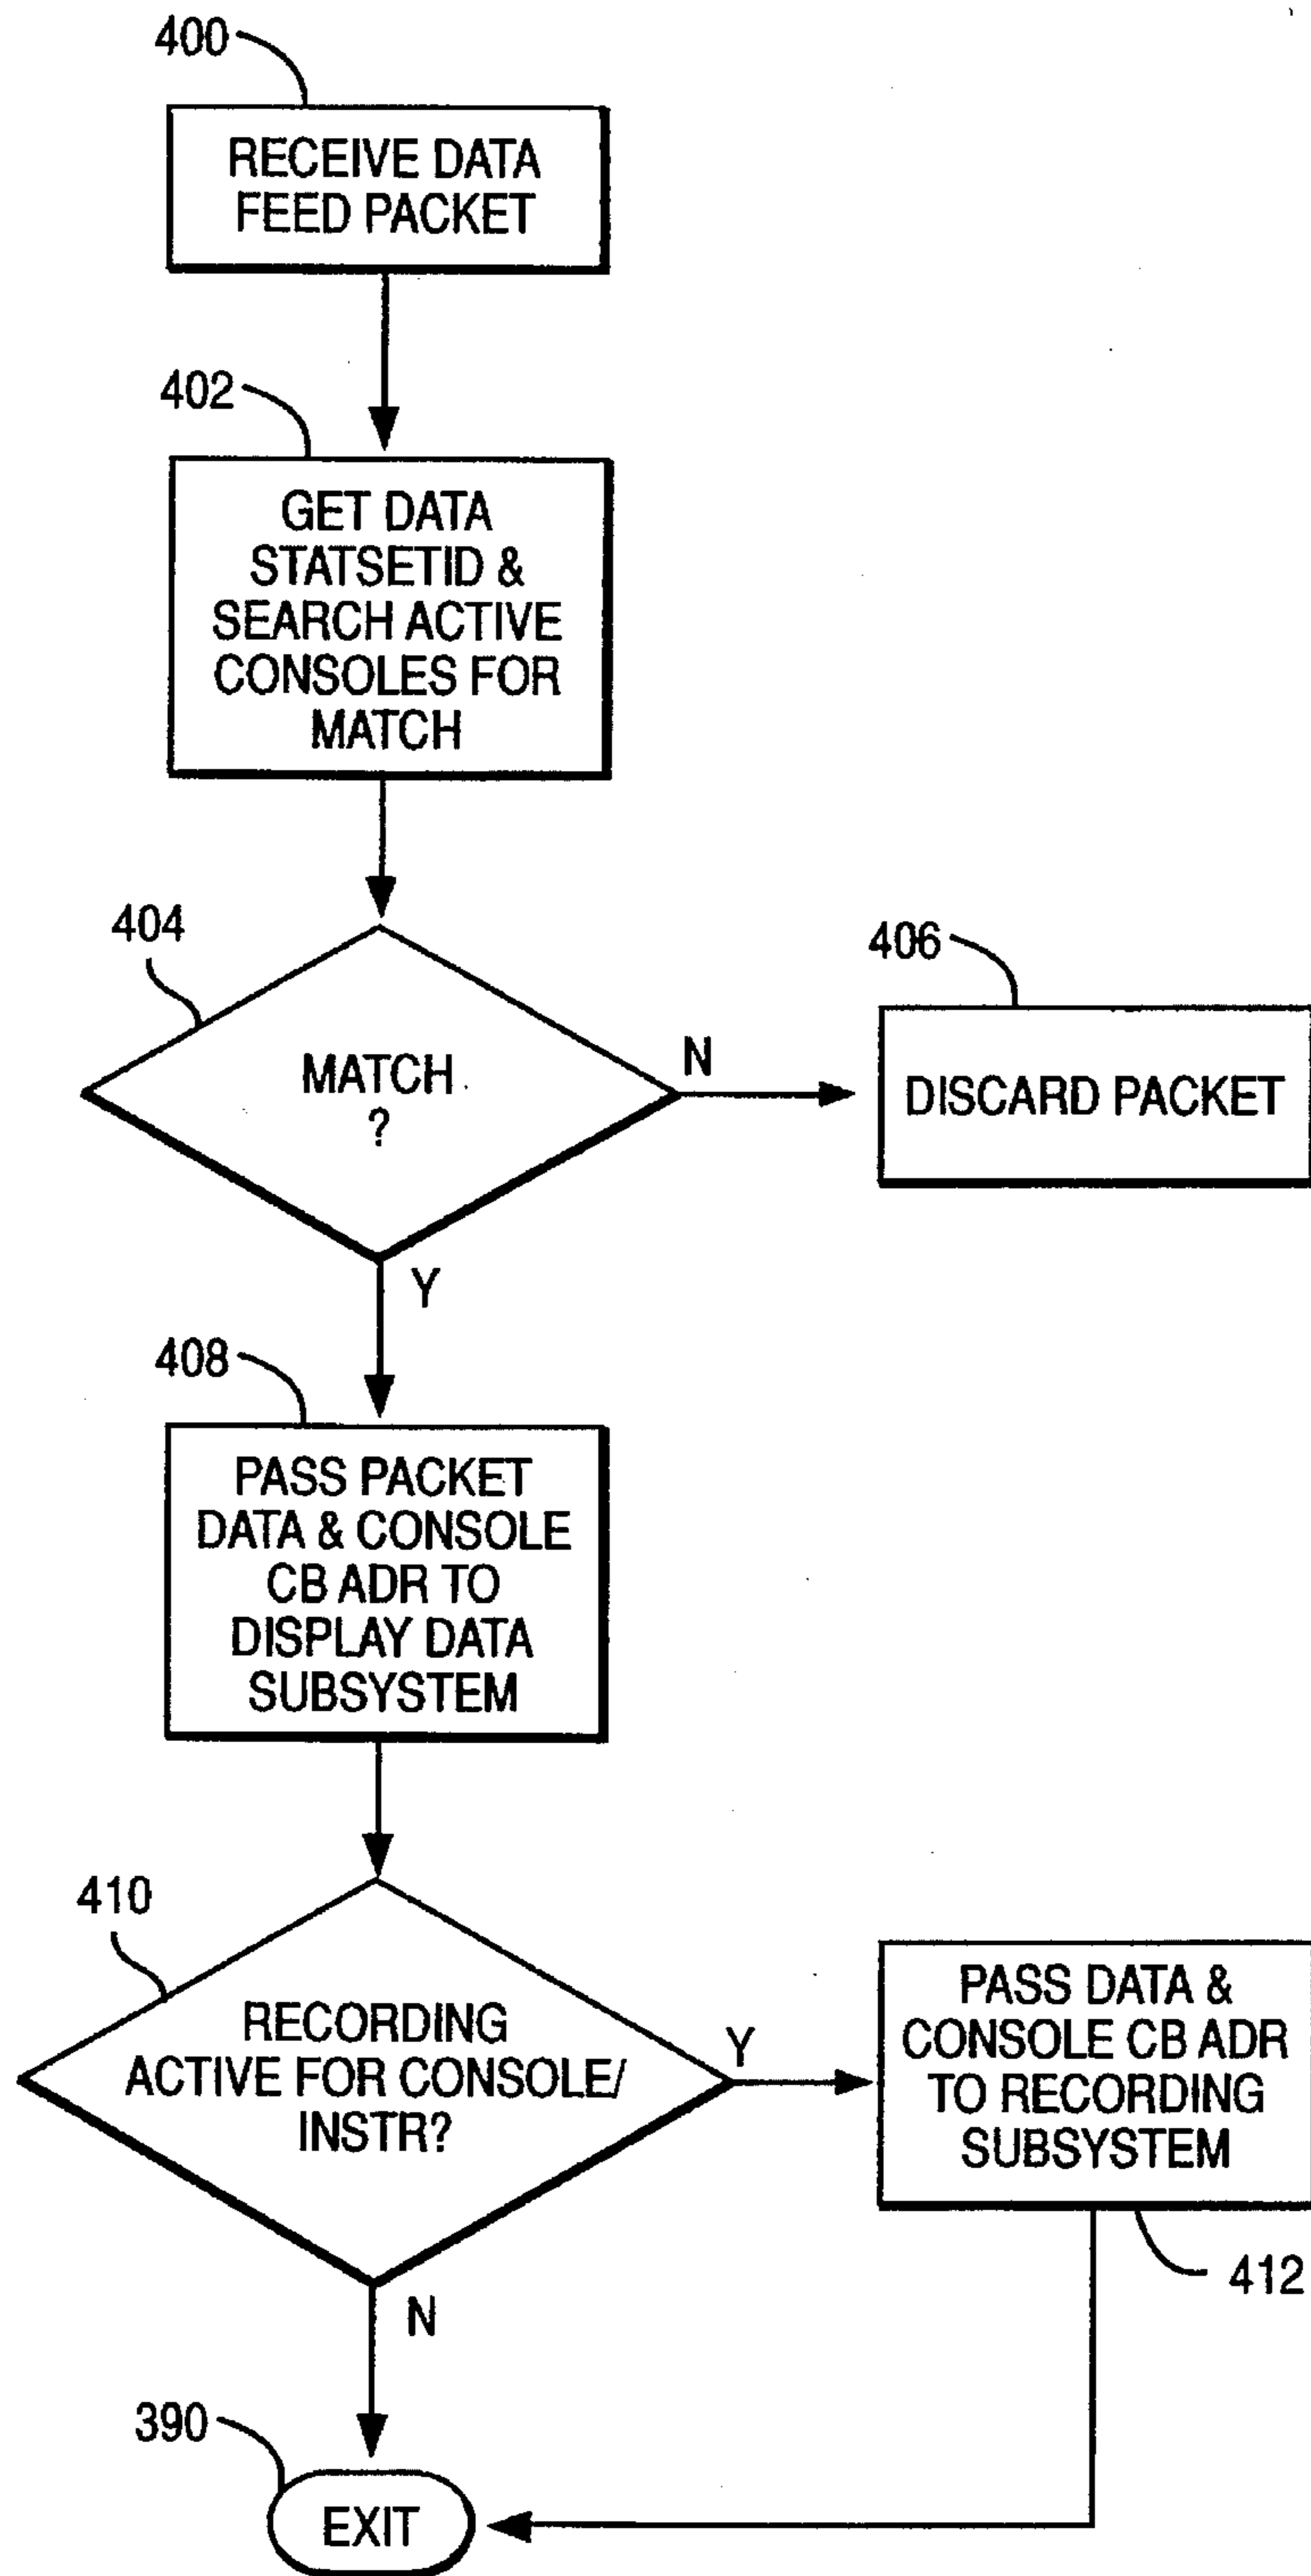 400
RECEIVE DATA
FEED PACKET
402
GET DATA
STATSETID &
SEARCH ACTIVE
CONSOLES FOR
MATCH
404
MATCH
?
N
406
DISCARD PACKET
Y
408
PASS PACKET
DATA & CONSOLE
CB ADR TO
DISPLAY DATA
SUBSYSTEM
410
RECORDING
ACTIVE FOR CONSOLE/
INSTR?
Y
PASS DATA &
CONSOLE CB ADR
TO RECORDING
SUBSYSTEM
412
N
390
EXIT